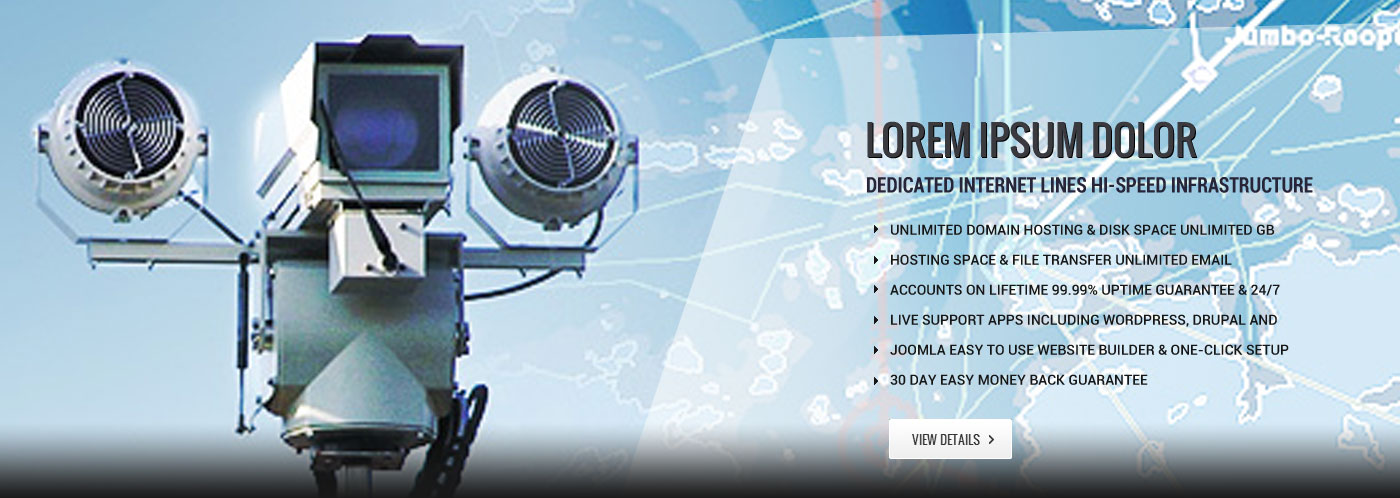 Jumbo-Roop
LOREM IPSUM DOLOR
DEDICATED INTERNET LINES HI-SPEED INFRASTRUCTURE
UNLIMITED DOMAIN HOSTING & DISK SPACE UNLIMITED GB
HOSTING SPACE & FILE TRANSFER UNLIMITED EMAIL
ACCOUNTS ON LIFETIME 99.99% UPTIME GUARANTEE & 24/7
LIVE SUPPORT APPS INCLUDING WORDPRESS, DRUPAL AND
JOOMLA EASY TO USE WEBSITE BUILDER & ONE-CLICK SETUP
30 DAY EASY MONEY BACK GUARANTEE
VIEW DETAILS